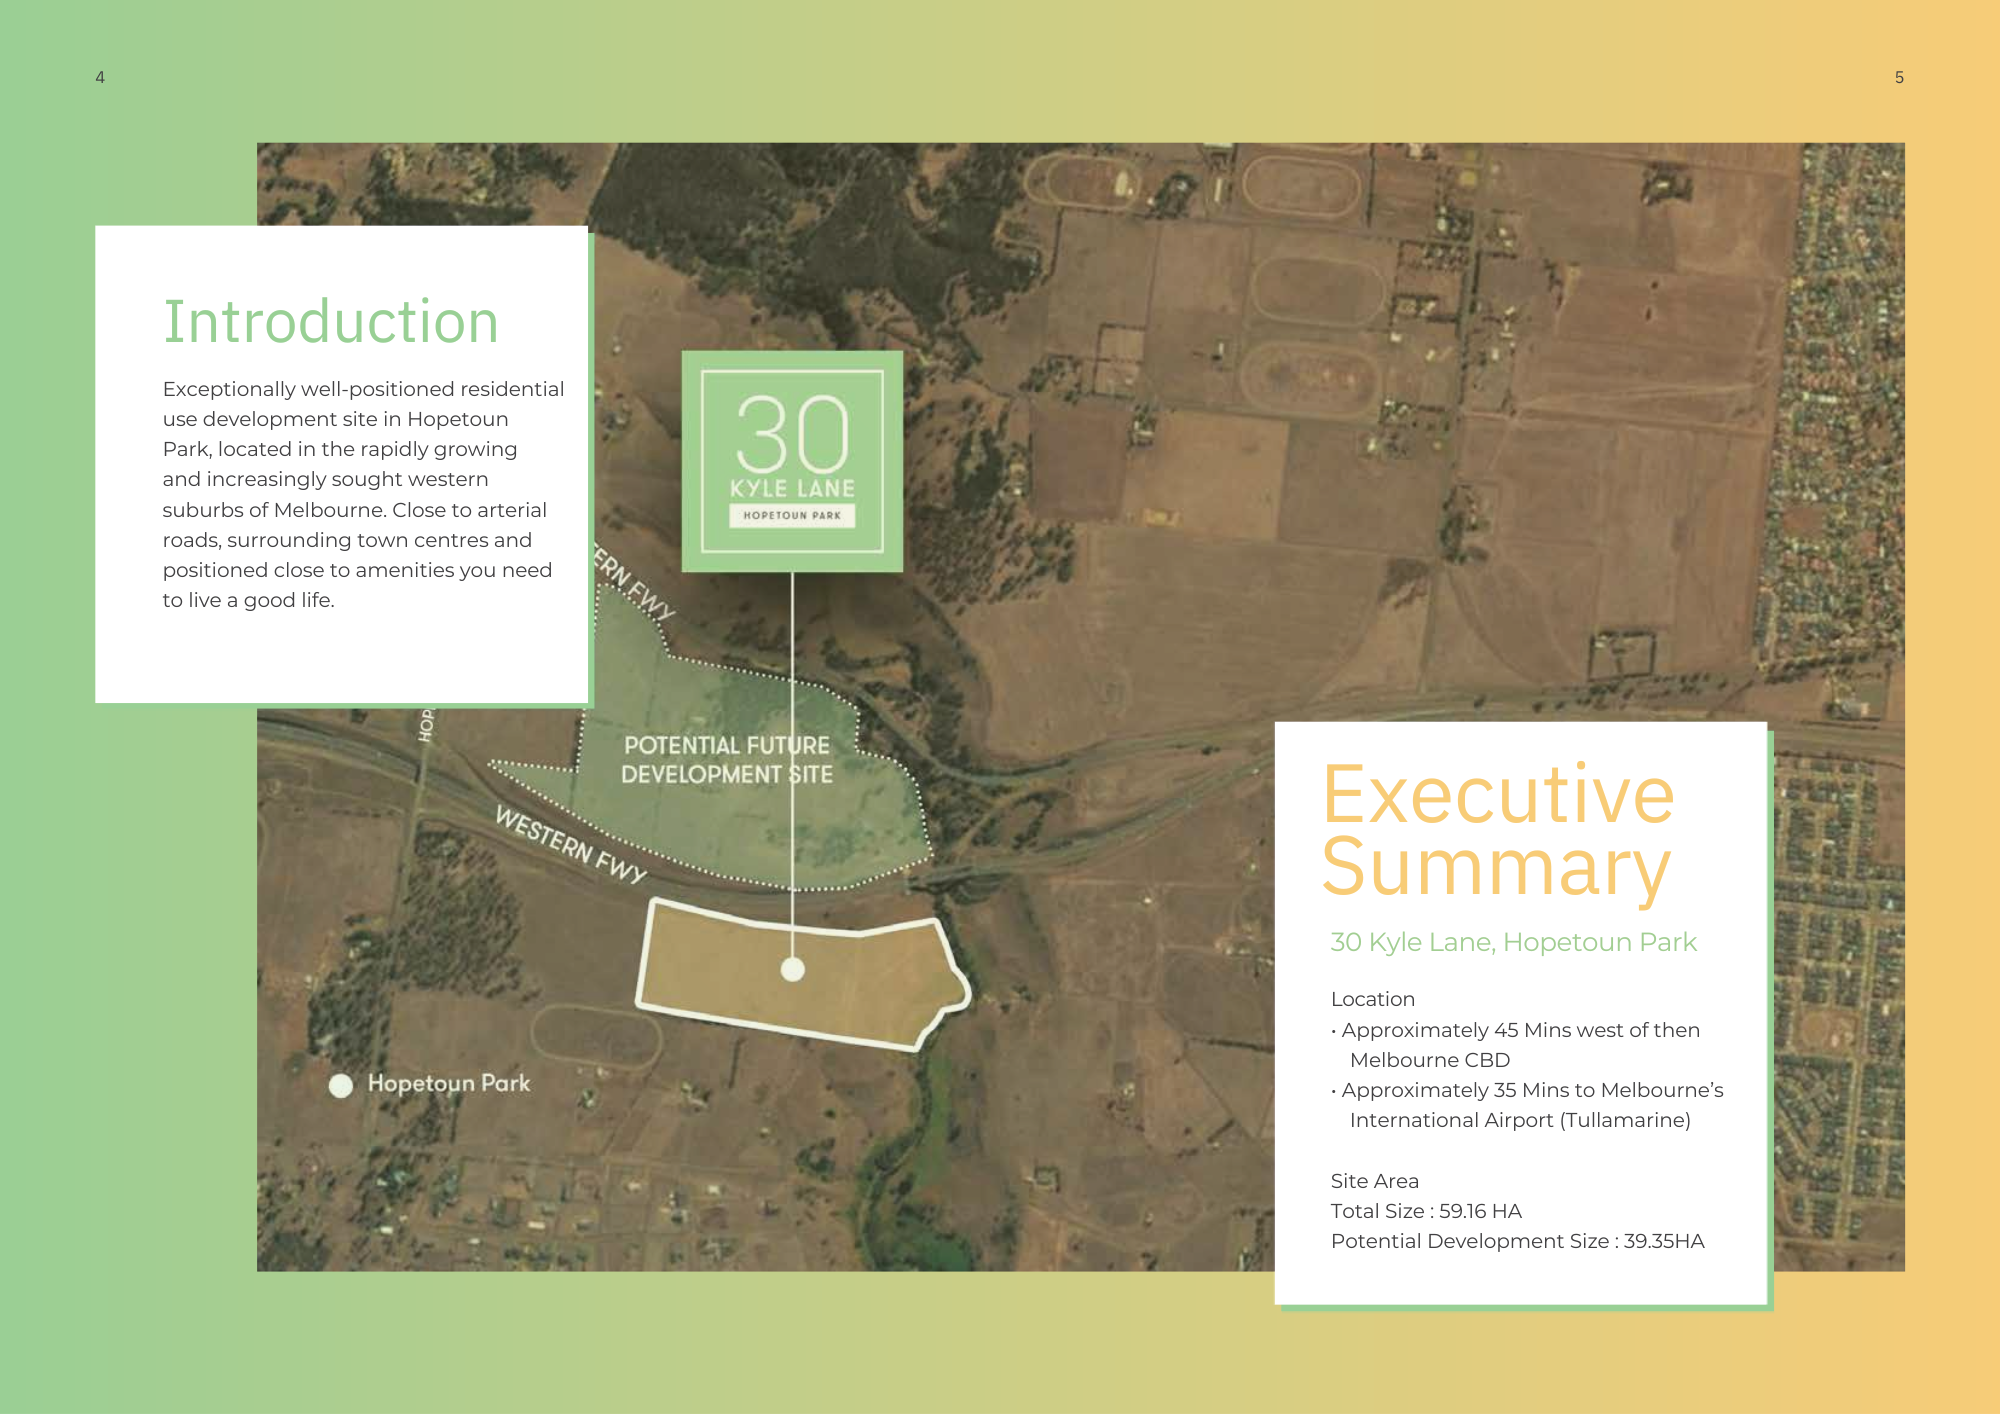 4
5
Introduction
Exceptionally well-positioned residential
use development site in Hopetoun
Park, located in the rapidly growing
and increasingly sought western
suburbs of Melbourne. Close to arterial
roads, surrounding town centres and
positioned close to amenities you need
to live a good life.
30
KYLE LANE
HOPETOUN PARK
ERN FWY
HOP
POTENTIAL FUTURE
DEVELOPMENT SITE
WESTERN FWY
Hopetoun Park
Executive
Summary
30 Kyle Lane, Hopetoun Park
Location
• Approximately 45 Mins west of then
Melbourne CBD
• Approximately 35 Mins to Melbourne’s
International Airport (Tullamarine)
Site Area
Total Size : 59.16 HA
Potential Development Size : 39.35HA